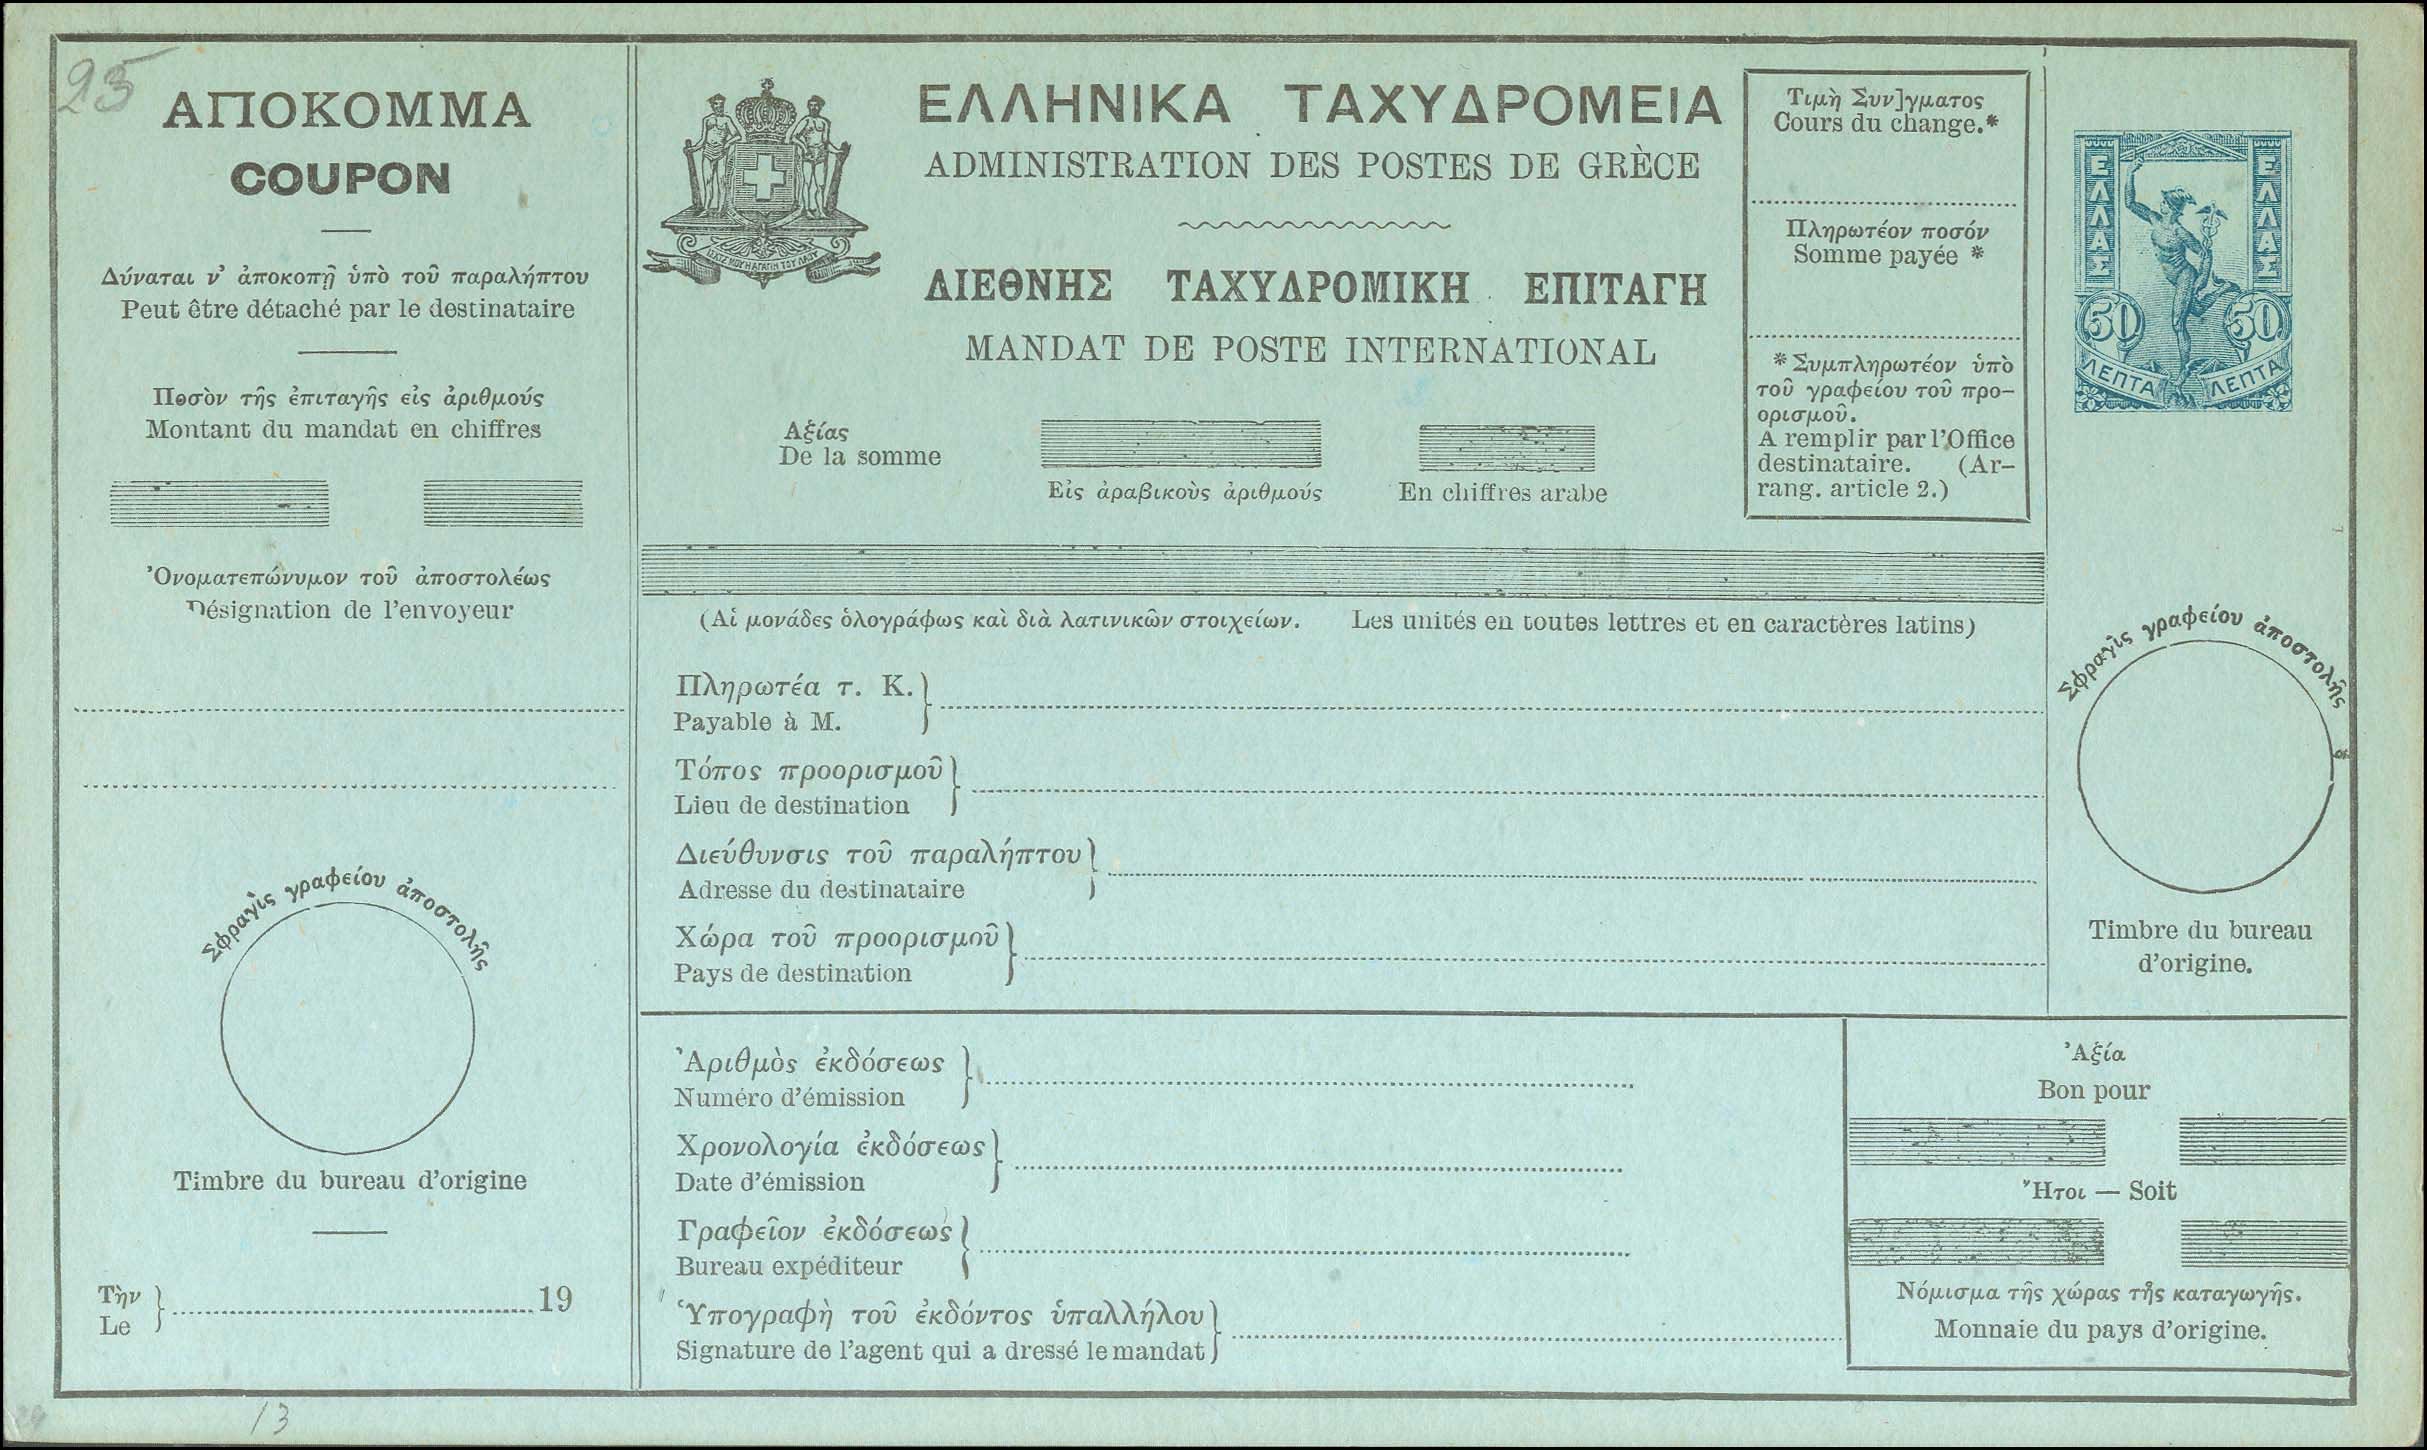 23
ΑΠΟΚΟΜΜΑ
COUPON
Δύναται ν' ἀποκοπῇ ὑπὸ τοῦ παραλήπτου
Peut être détaché par le destinataire
Ποσὸν τῆς ἐπιταγῆς εἰς ἀριθμούς
Montant du mandat en chiffres
Ὀνοματεπώνυμον τοῦ ἀποστολέως
Désignation de l'envoyeur
Σφραγὶς γραφείου ἀποστολῆς
Timbre du bureau d'origine
Τὴν
Le
19
13
ΕΛΛΗΝΙΚΑ ΤΑΧΥΔΡΟΜΕΙΑ
ADMINISTRATION DES POSTES DE GRÈCE
ΔΙΕΘΝΗΣ ΤΑΧΥΔΡΟΜΙΚΗ ΕΠΙΤΑΓΗ
MANDAT DE POSTE INTERNATIONAL
Αξίας
De la somme
Εἰς ἀραβικοὺς ἀριθμούς En chiffres arabe
Τιμὴ Συν]γματος
Cours du change.*
Πληρωτέον ποσόν
Somme payée *
* Συμπληρωτέον ὑπὸ
τοῦ γραφείου τοῦ προ-
ορισμοῦ.
A remplir par l'Office
destinataire. (Ar-
rang. article 2.)
(Αἱ μονάδες ὁλογράφως καὶ διὰ λατινικῶν στοιχείων. Les unités en toutes lettres et en caractères latins)
Πληρωτέα τ. Κ.
Payable à M.
Τόπος προορισμοῦ
Lieu de destination
Διεύθυνσις τοῦ παραλήπτου
Adresse du destinataire
Χώρα τοῦ προορισμοῦ
Pays de destination
ΕΛΛΑΣ ΕΛΛΑΣ
50 50
ΛΕΠΤΑ ΛΕΠΤΑ
Σφραγὶς γραφείου ἀποστολῆς
Timbre du bureau
d'origine.
Ἀριθμὸς ἐκδόσεως
Numéro d'émission
Χρονολογία ἐκδόσεως
Date d'émission
Γραφεῖον ἐκδόσεως
Bureau expéditeur
Ὑπογραφὴ τοῦ ἐκδόντος ὑπαλλήλου
Signature de l'agent qui a dressé le mandat
Ἀξία
Bon pour
Ἤτοι — Soit
Νόμισμα τῆς χώρας τῆς καταγωγῆς.
Monnaie du pays d'origine.